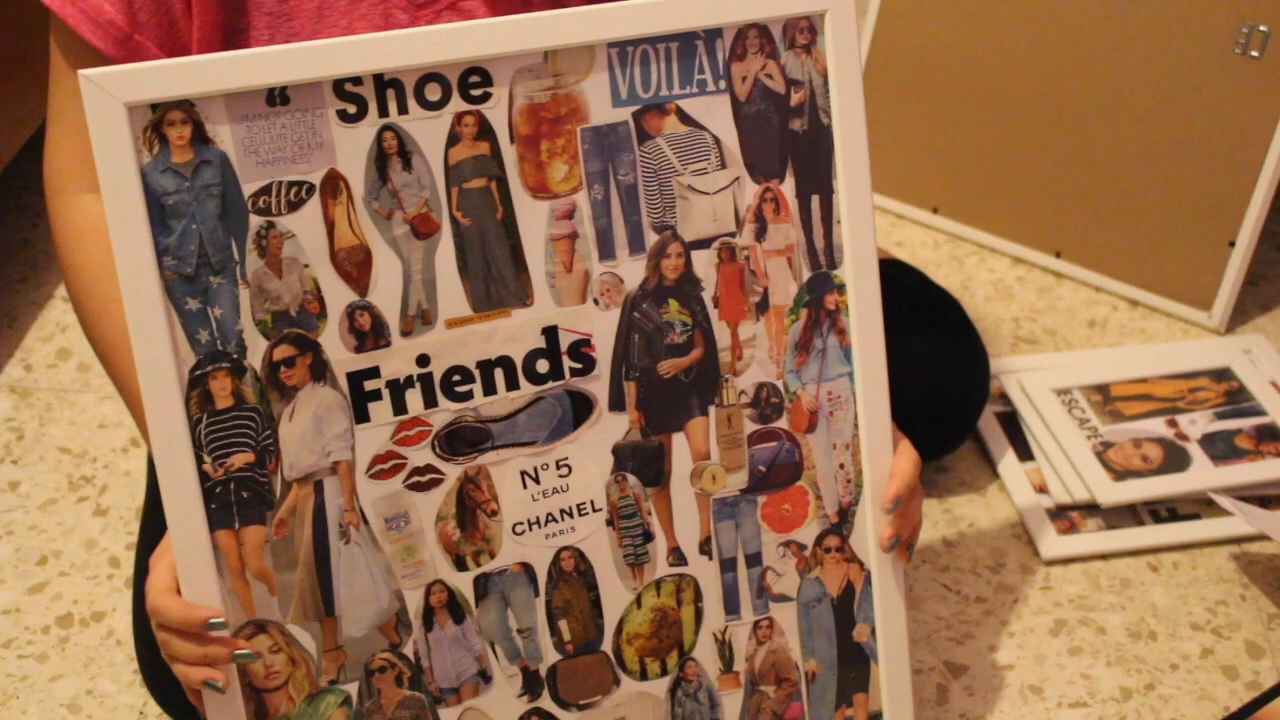 Shoe
VOILÀ!
“
I'M NOT GOING
TO LET A LITTLE
CELLULITE GET IN
THE WAY OF MY
HAPPINESS”
coffee
Friends
N°5
L'EAU
CHANEL
PARIS
ESCAPE
F